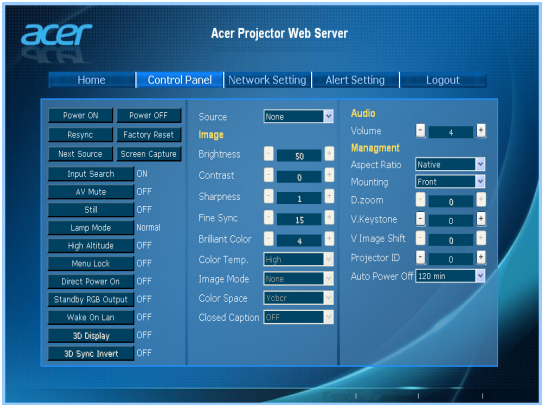 acer
Acer Projector Web Server
Home Control Panel Network Setting Alert Setting Logout
Power ON Power OFF
Resync Factory Reset
Next Source Screen Capture
Input Search ON
AV Mute OFF
Still OFF
Lamp Mode Normal
High Altitude OFF
Menu Lock OFF
Direct Power On OFF
Standby RGB Output OFF
Wake On Lan OFF
3D Display OFF
3D Sync Invert OFF
Source None
Image
Brightness - 50 +
Contrast - 0 +
Sharpness - 1 +
Fine Sync - 15 +
Brilliant Color - 4 +
Color Temp. High
Image Mode None
Color Space Ycbcr
Closed Caption OFF
Audio
Volume - 4 +
Managment
Aspect Ratio Native
Mounting Front
D.zoom - 0 +
V.Keystone - 0 +
V Image Shift - 0 +
Projector ID - 0 +
Auto Power Off 120 min